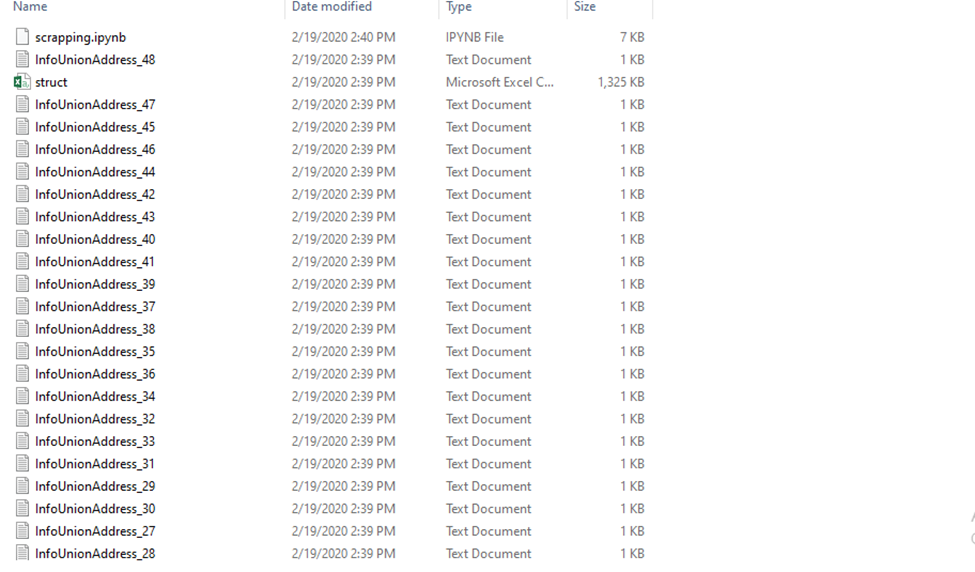 Name Date modified Type Size
scrapping.ipynb 2/19/2020 2:40 PM IPYNB File 7 KB
InfoUnionAddress_48 2/19/2020 2:39 PM Text Document 1 KB
struct 2/19/2020 2:39 PM Microsoft Excel C... 1,325 KB
InfoUnionAddress_47 2/19/2020 2:39 PM Text Document 1 KB
InfoUnionAddress_45 2/19/2020 2:39 PM Text Document 1 KB
InfoUnionAddress_46 2/19/2020 2:39 PM Text Document 1 KB
InfoUnionAddress_44 2/19/2020 2:39 PM Text Document 1 KB
InfoUnionAddress_42 2/19/2020 2:39 PM Text Document 1 KB
InfoUnionAddress_43 2/19/2020 2:39 PM Text Document 1 KB
InfoUnionAddress_40 2/19/2020 2:39 PM Text Document 1 KB
InfoUnionAddress_41 2/19/2020 2:39 PM Text Document 1 KB
InfoUnionAddress_39 2/19/2020 2:39 PM Text Document 1 KB
InfoUnionAddress_37 2/19/2020 2:39 PM Text Document 1 KB
InfoUnionAddress_38 2/19/2020 2:39 PM Text Document 1 KB
InfoUnionAddress_35 2/19/2020 2:39 PM Text Document 1 KB
InfoUnionAddress_36 2/19/2020 2:39 PM Text Document 1 KB
InfoUnionAddress_34 2/19/2020 2:39 PM Text Document 1 KB
InfoUnionAddress_32 2/19/2020 2:39 PM Text Document 1 KB
InfoUnionAddress_33 2/19/2020 2:39 PM Text Document 1 KB
InfoUnionAddress_31 2/19/2020 2:39 PM Text Document 1 KB
InfoUnionAddress_29 2/19/2020 2:39 PM Text Document 1 KB
InfoUnionAddress_30 2/19/2020 2:39 PM Text Document 1 KB
InfoUnionAddress_27 2/19/2020 2:39 PM Text Document 1 KB
InfoUnionAddress_28 2/19/2020 2:39 PM Text Document 1 KB